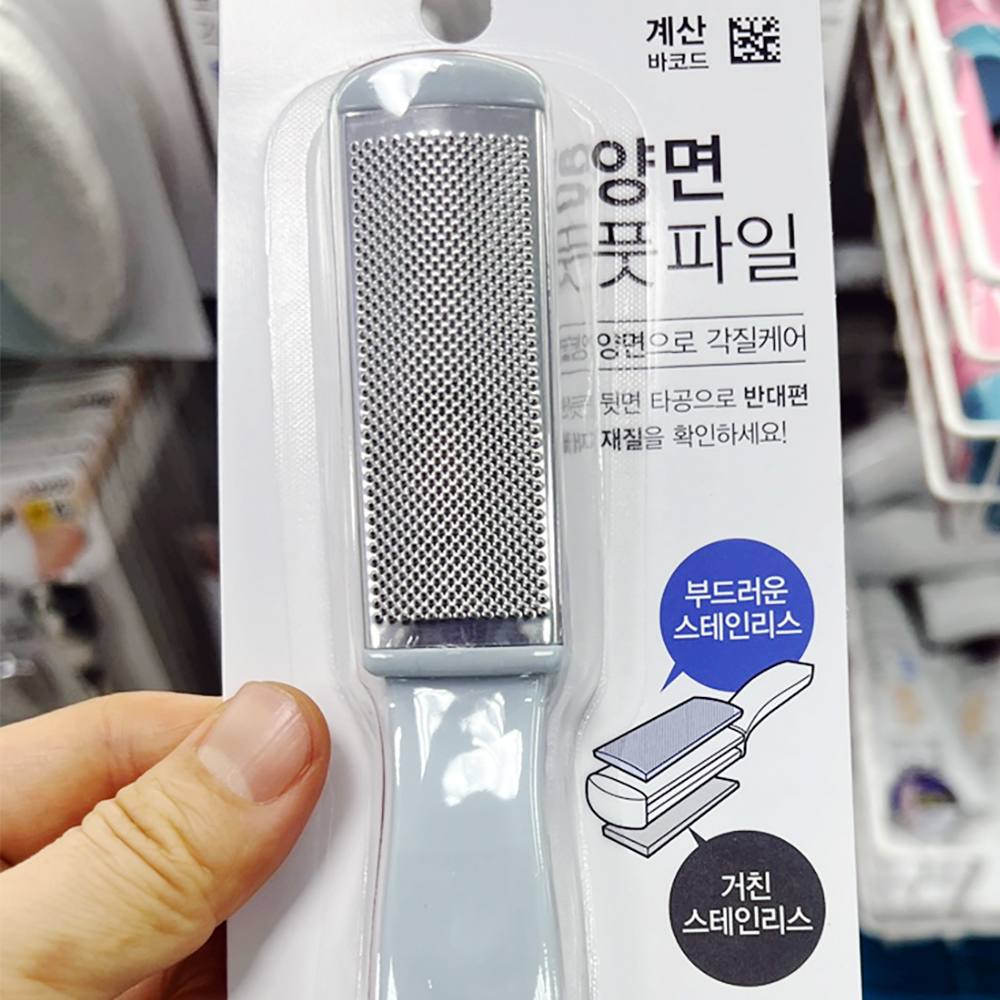 계산
바코드
양면
풋파일
양면으로 각질케어
뒷면 타공으로 반대편
재질을 확인하세요!
부드러운
스테인리스
거친
스테인리스